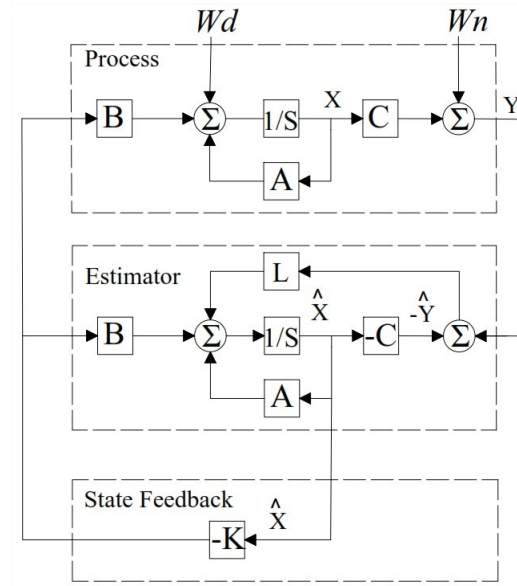 Wd Wn
Process
B Σ 1/S X C Σ Y
A
Estimator
L
B Σ 1/S X̂ -C -Ŷ Σ
A
State Feedback
-K X̂